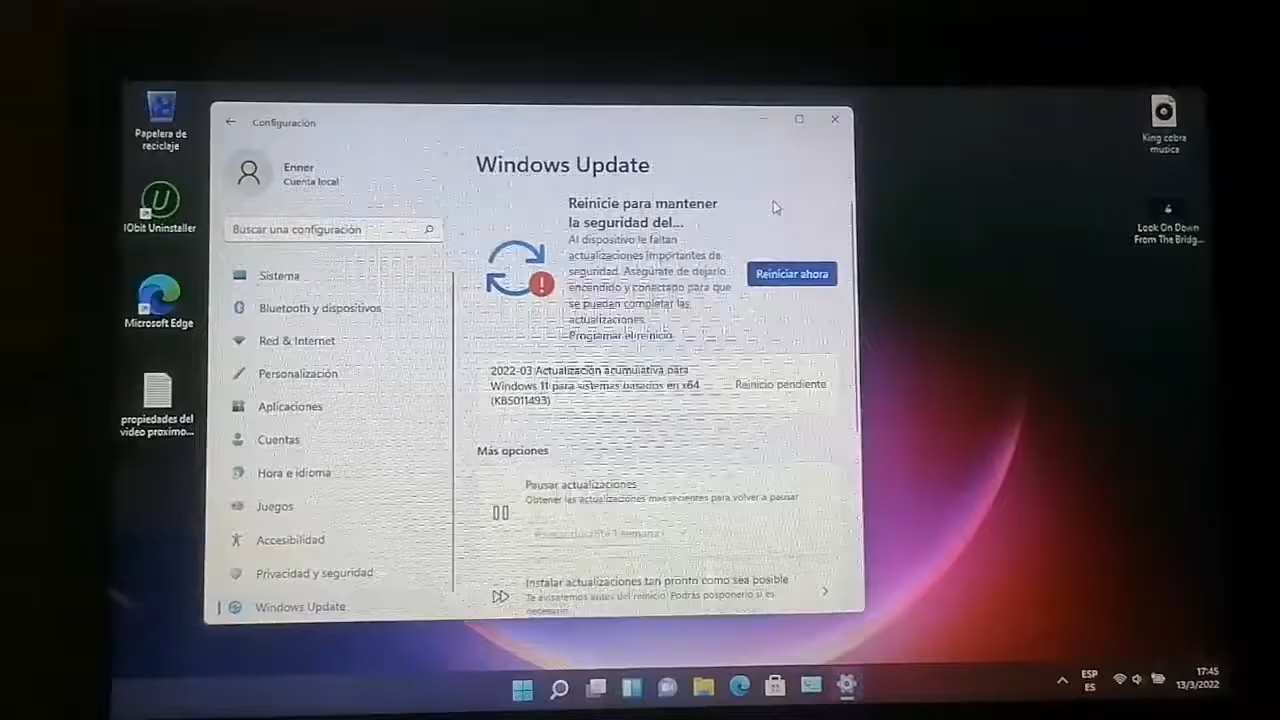 Papelera de
reciclaje
IObit Uninstaller
Microsoft Edge
propiedades del
video proximo...
Configuración
Enner
Cuenta local
Buscar una configuración
Sistema
Bluetooth y dispositivos
Red & Internet
Personalización
Aplicaciones
Cuentas
Hora e idioma
Juegos
Accesibilidad
Privacidad y seguridad
Windows Update
Windows Update
Reinicie para mantener
la seguridad del...
Al dispositivo le faltan
actualizaciones importantes de
seguridad. Asegúrate de dejarlo
encendido y conectado para que
se puedan completar las
actualizaciones.
Programar el reinicio.
Reiniciar ahora
2022-03 Actualización acumulativa para
Windows 11 para sistemas basados en x64
(KB5011493)
Reinicio pendiente
Más opciones
Pausar actualizaciones
Obtener las actualizaciones más recientes para volver a pausar
Pausar durante 1 semana
Instalar actualizaciones tan pronto como sea posible
Te avisaremos antes del reinicio. Podrás posponerlo si es
necesario.
King cobra
musica
Look On Down
From The Bridg...
ESP
ES
17:45
13/3/2022